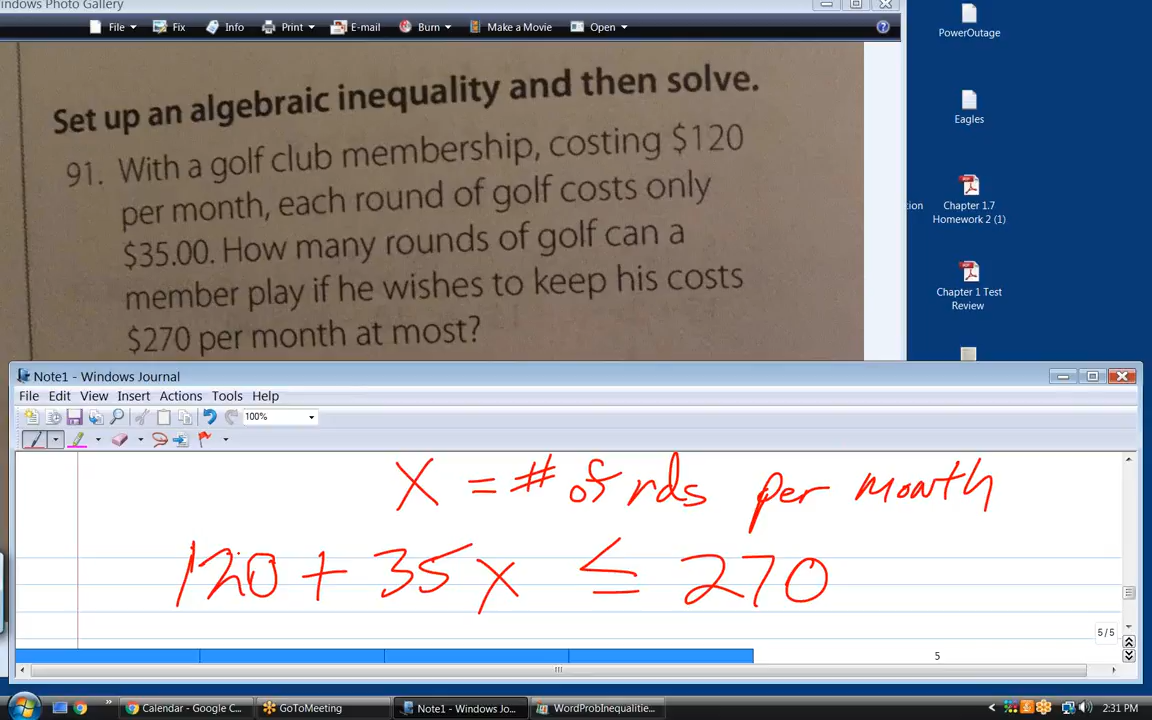 Windows Photo Gallery
File Fix Info Print E-mail Burn Make a Movie Open
PowerOutage
Eagles
Chapter 1.7
Homework 2 (1)
Chapter 1 Test
Review
Set up an algebraic inequality and then solve.
91. With a golf club membership, costing $120
per month, each round of golf costs only
$35.00. How many rounds of golf can a
member play if he wishes to keep his costs
$270 per month at most?
Note1 - Windows Journal
File Edit View Insert Actions Tools Help
100%
X = # of rds per month
120 + 35x ≤ 270
5/5
5
Calendar - Google C... GoToMeeting Note1 - Windows Jo... WordProbInequalitie... 2:31 PM